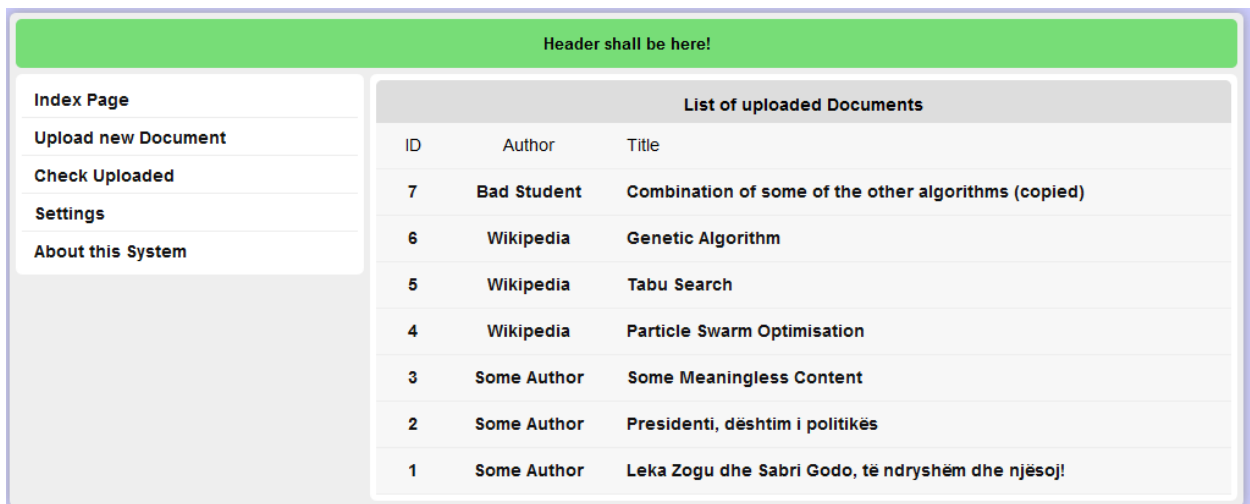 Header shall be here!
Index Page
Upload new Document
Check Uploaded
Settings
About this System
List of uploaded Documents
ID Author Title
7 Bad Student Combination of some of the other algorithms (copied)
6 Wikipedia Genetic Algorithm
5 Wikipedia Tabu Search
4 Wikipedia Particle Swarm Optimisation
3 Some Author Some Meaningless Content
2 Some Author Presidenti, dështim i politikës
1 Some Author Leka Zogu dhe Sabri Godo, të ndryshëm dhe njësoj!